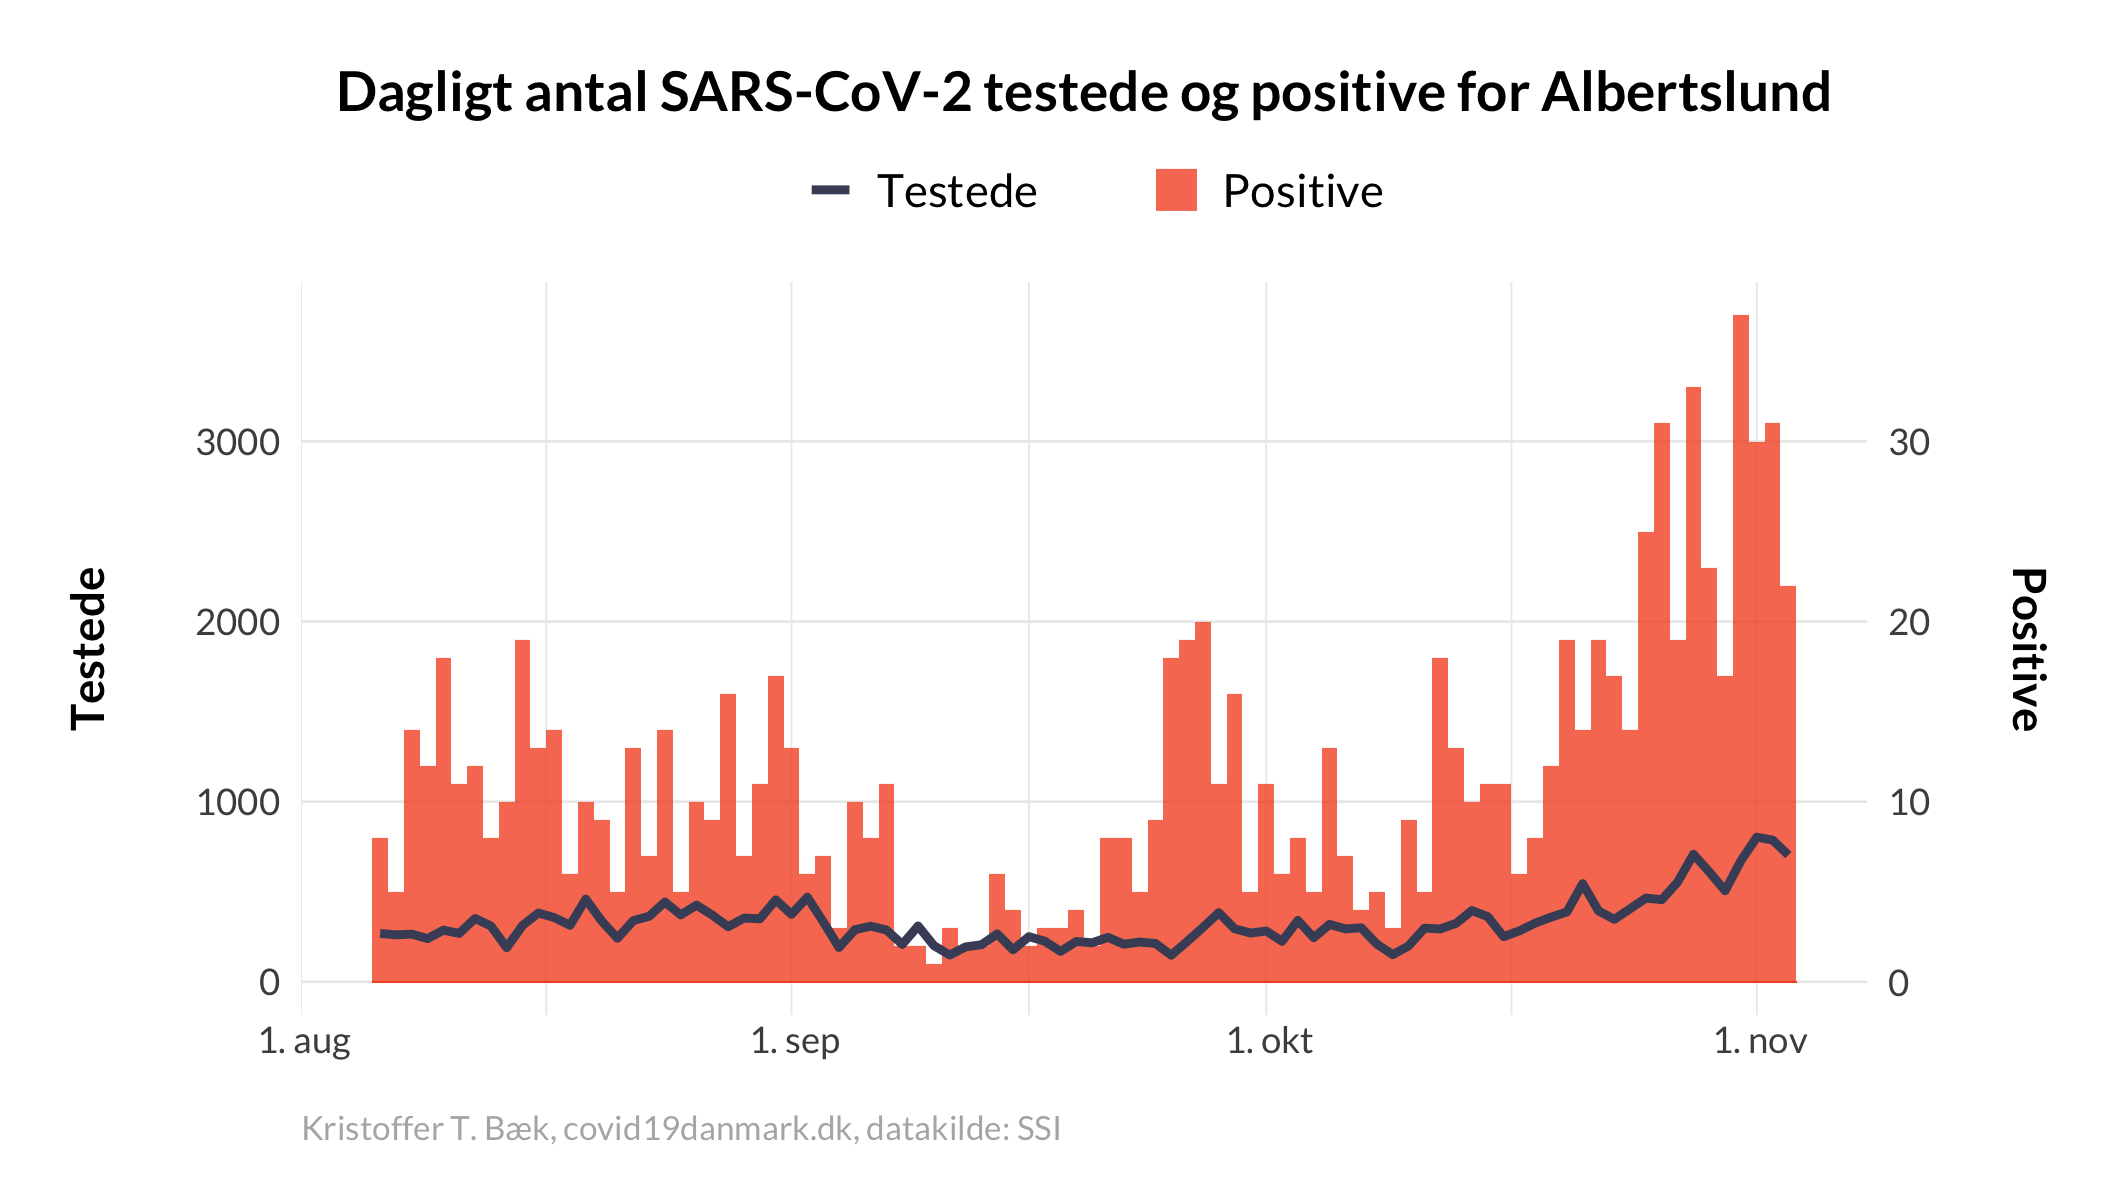 Dagligt antal SARS-CoV-2 testede og positive for Albertslund
Testede
Positive
3000
2000
1000
0
30
20
10
0
Testede
Positive
1. aug
1. sep
1. okt
1. nov
Kristoffer T. Bæk, covid19danmark.dk, datakilde: SSI